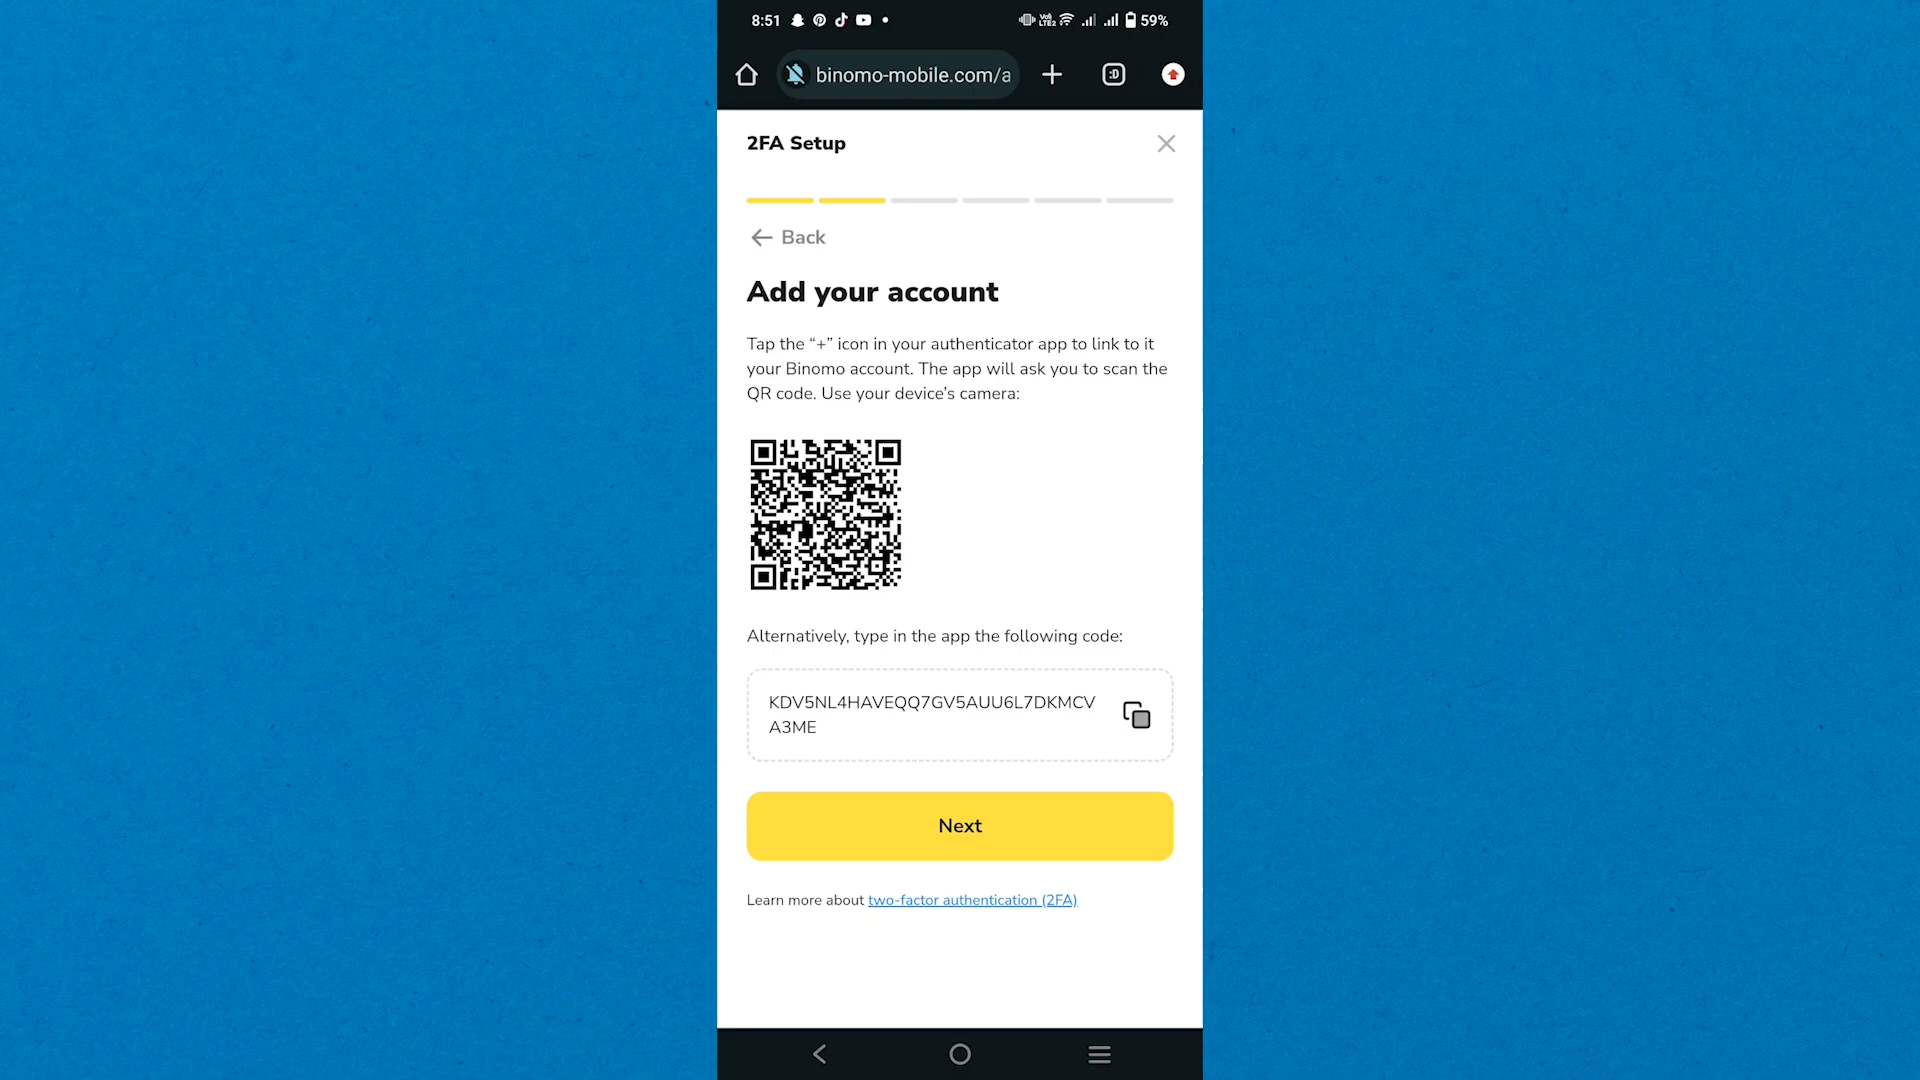 8:51
59%
binomo-mobile.com/a
:D
2FA Setup
Back
Add your account
Tap the “+” icon in your authenticator app to link to it
your Binomo account. The app will ask you to scan the
QR code. Use your device’s camera:
Alternatively, type in the app the following code:
KDV5NL4HAVEQQ7GV5AUU6L7DKMCV
A3ME
Next
Learn more about two-factor authentication (2FA)